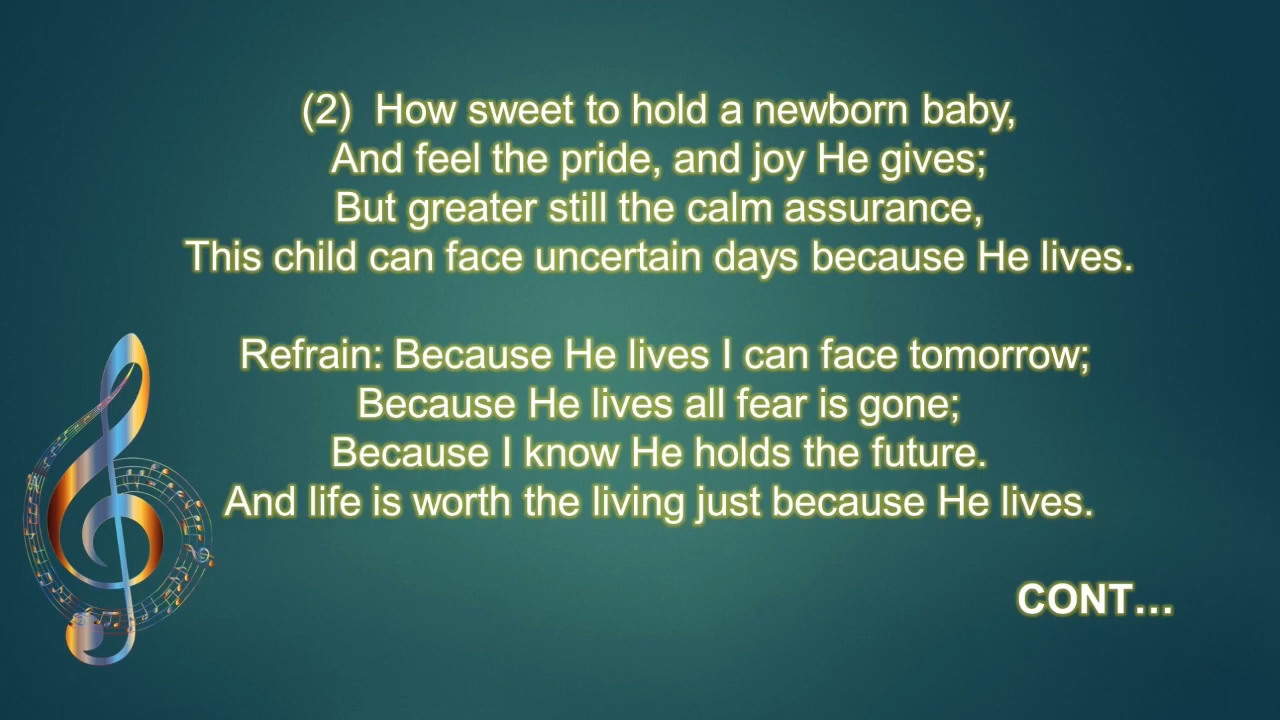 (2) How sweet to hold a newborn baby,
And feel the pride, and joy He gives;
But greater still the calm assurance,
This child can face uncertain days because He lives.
Refrain: Because He lives I can face tomorrow;
Because He lives all fear is gone;
Because I know He holds the future.
And life is worth the living just because He lives.
CONT...